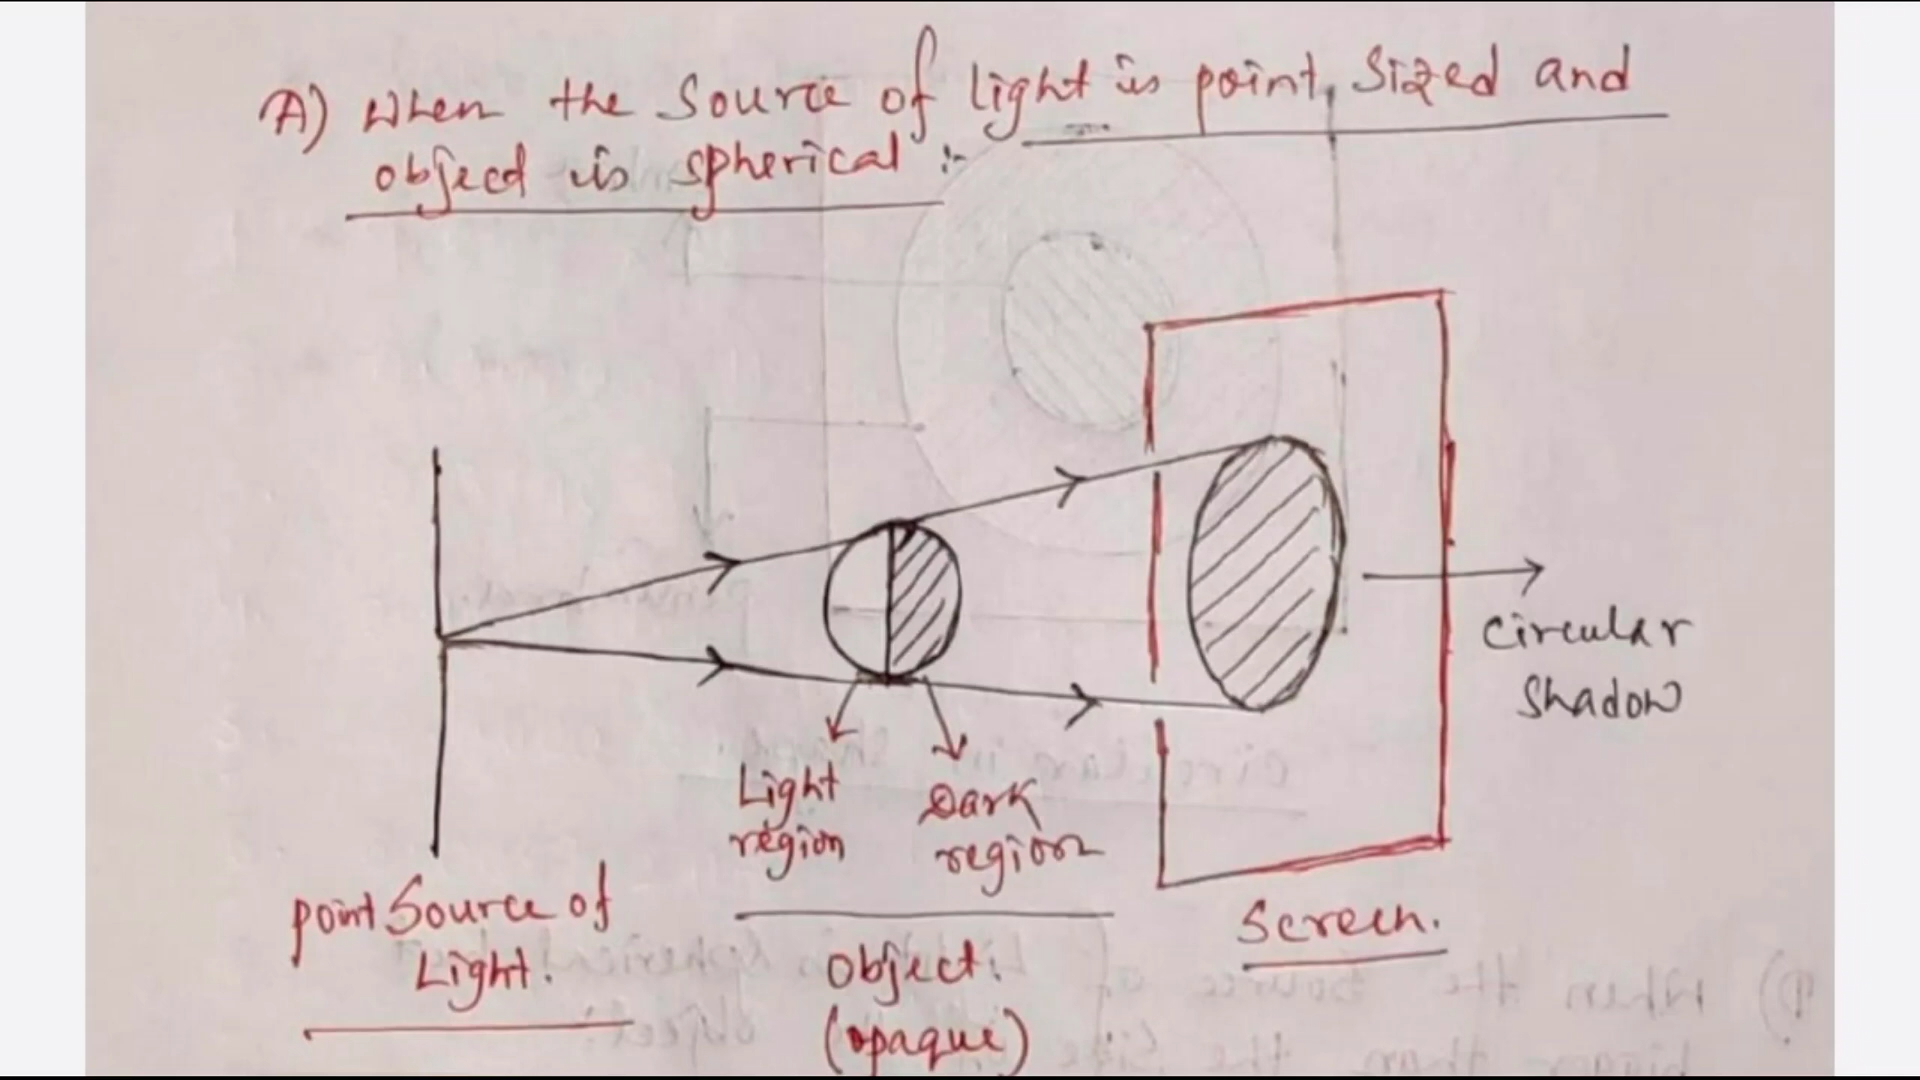 A) When the source of light is point, sized and
object is spherical :-
circular
shadow
Light
region
Dark
region
point source of
Light.
object.
(opaque)
Screen.